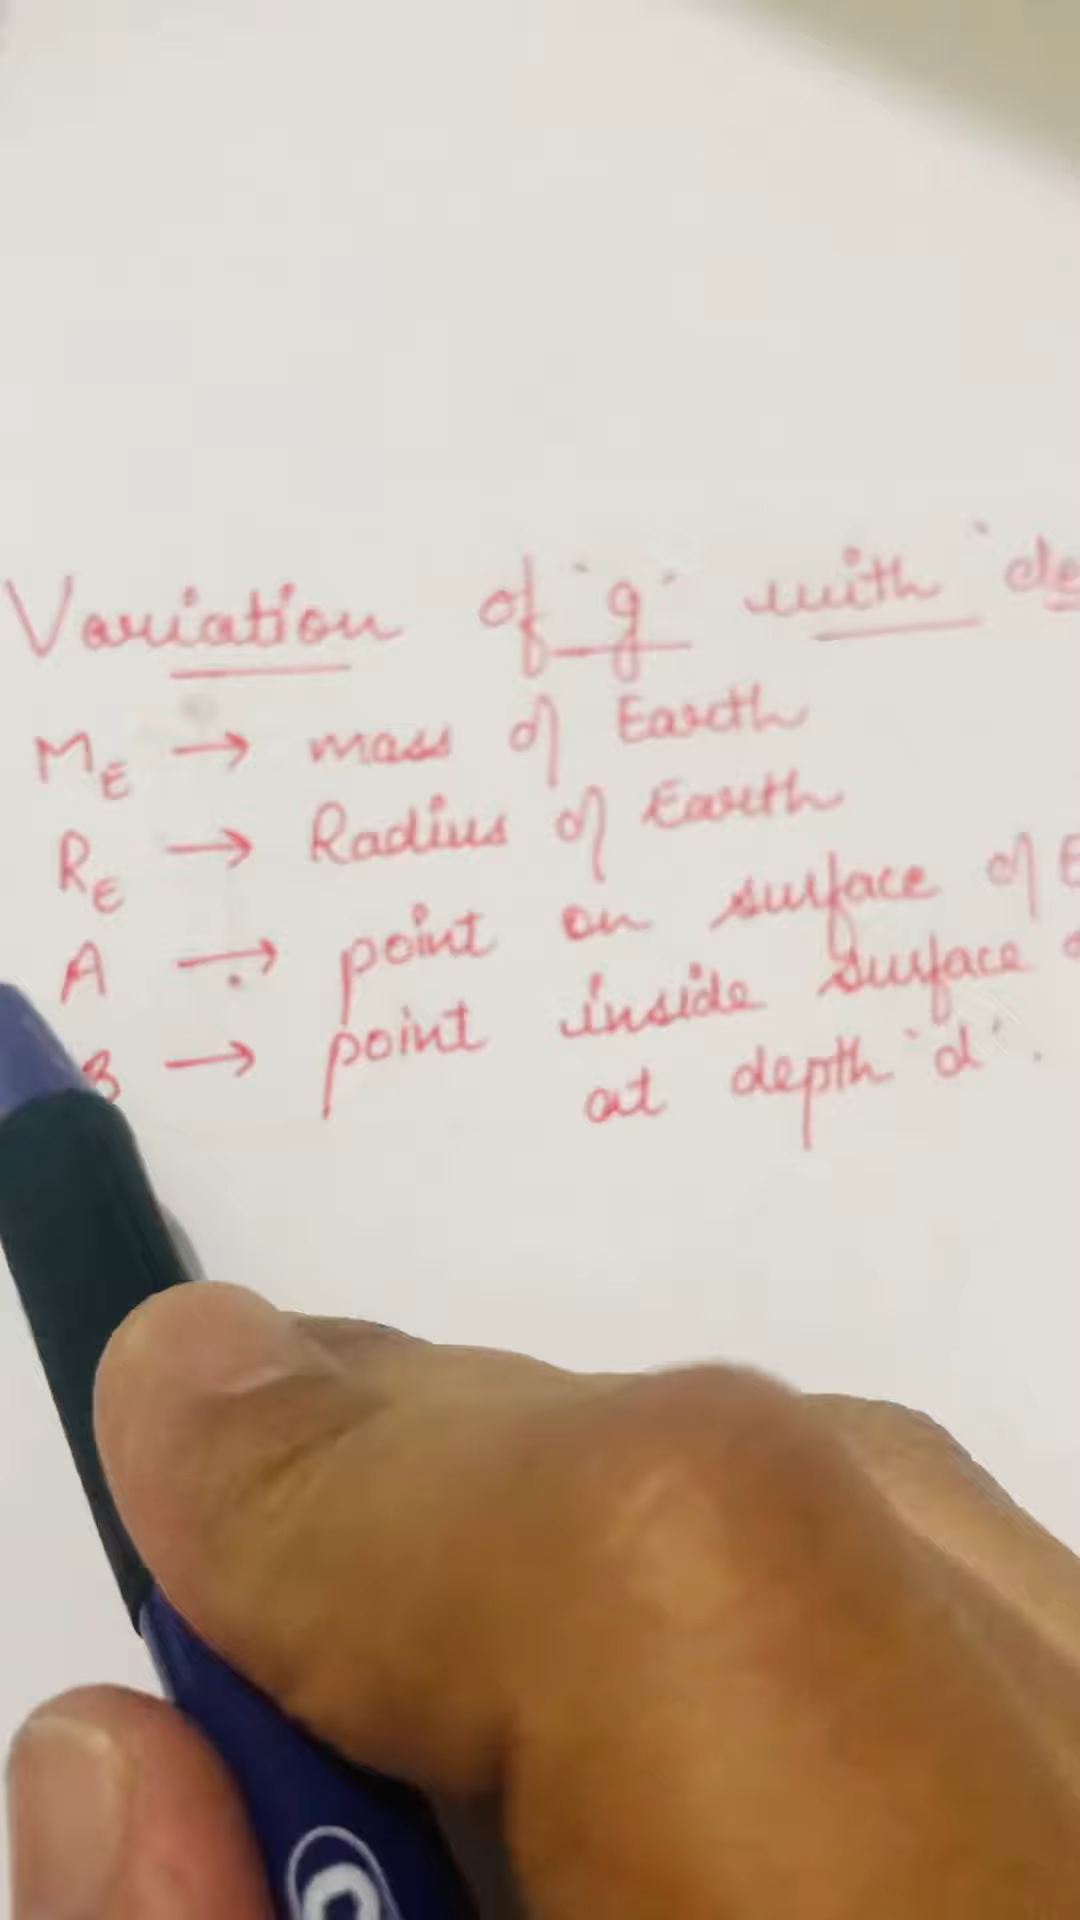 Variation of 'g' with 'de
M_E → mass of Earth
R_E → Radius of Earth
A → point on surface of E
B → point inside surface o
at depth 'd'.